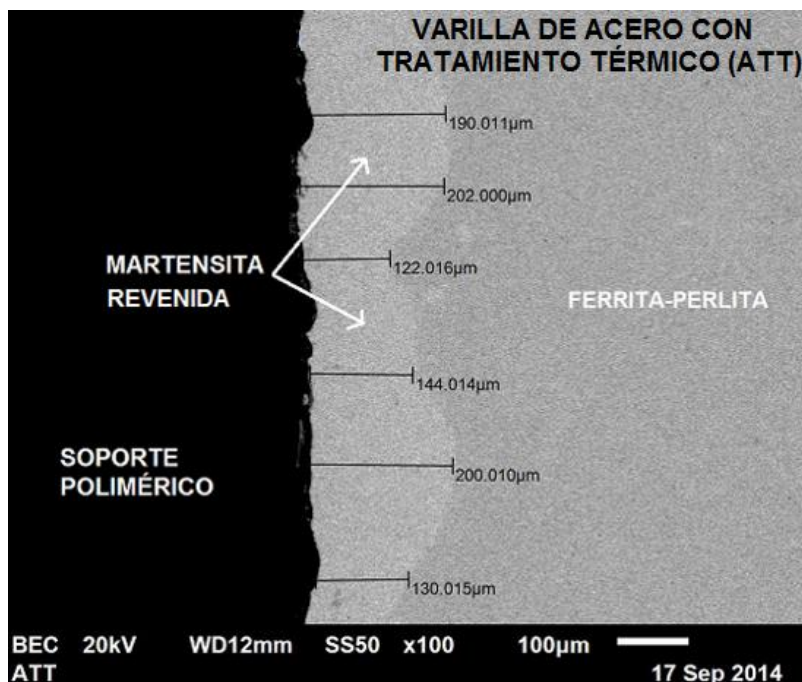 VARILLA DE ACERO CON
TRATAMIENTO TÉRMICO (ATT)
190.011µm
202.000µm
MARTENSITA
REVENIDA
122.016µm
FERRITA-PERLITA
144.014µm
SOPORTE
POLIMÉRICO
200.010µm
130.015µm
BEC 20kV WD12mm SS50 x100 100µm
ATT 17 Sep 2014